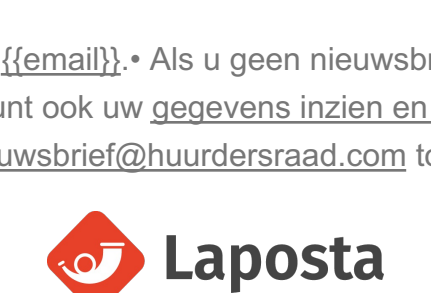 {{email}}.• Als u geen nieuwsbr
unt ook uw gegevens inzien en
uwsbrief@huurdersraad.com to
Laposta